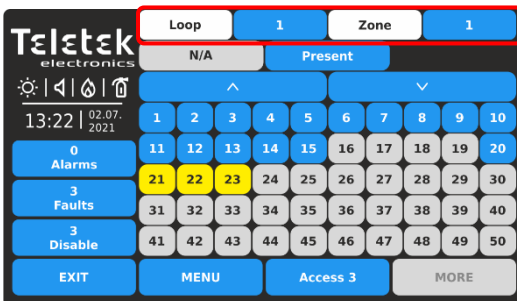 Teletek
electronics
Loop 1 Zone 1
N/A Present
13:22 02.07.
2021
1 2 3 4 5 6 7 8 9 10
0
Alarms
11 12 13 14 15 16 17 18 19 20
21 22 23 24 25 26 27 28 29 30
3
Faults
31 32 33 34 35 36 37 38 39 40
3
Disable
41 42 43 44 45 46 47 48 49 50
EXIT MENU Access 3 MORE